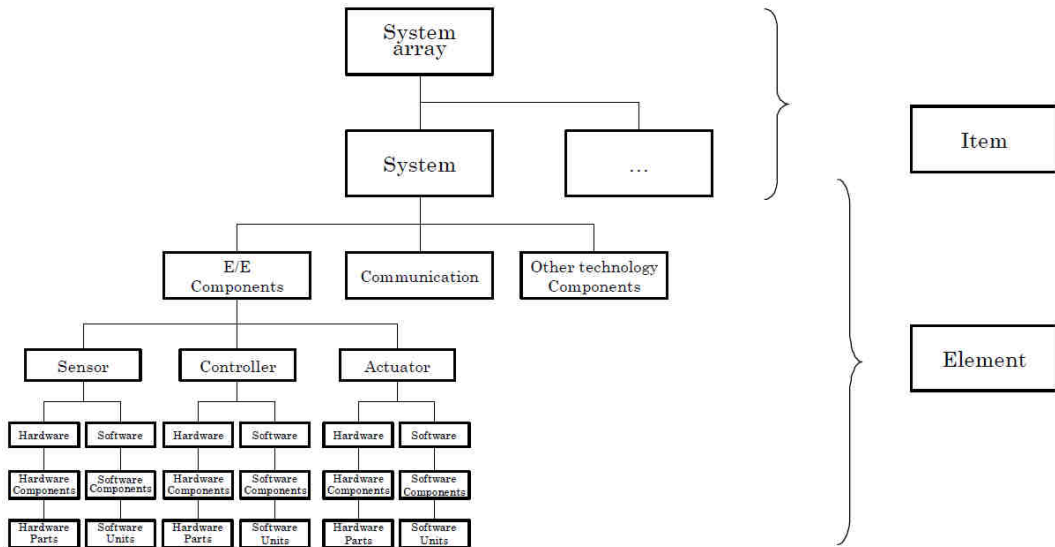 System
array
System
...
Item
E/E
Components
Communication
Other technology
Components
Sensor
Controller
Actuator
Element
Hardware
Software
Hardware
Software
Hardware
Software
Hardware
Components
Software
Components
Hardware
Components
Software
Components
Hardware
Components
Software
Components
Hardware
Parts
Software
Units
Hardware
Parts
Software
Units
Hardware
Parts
Software
Units